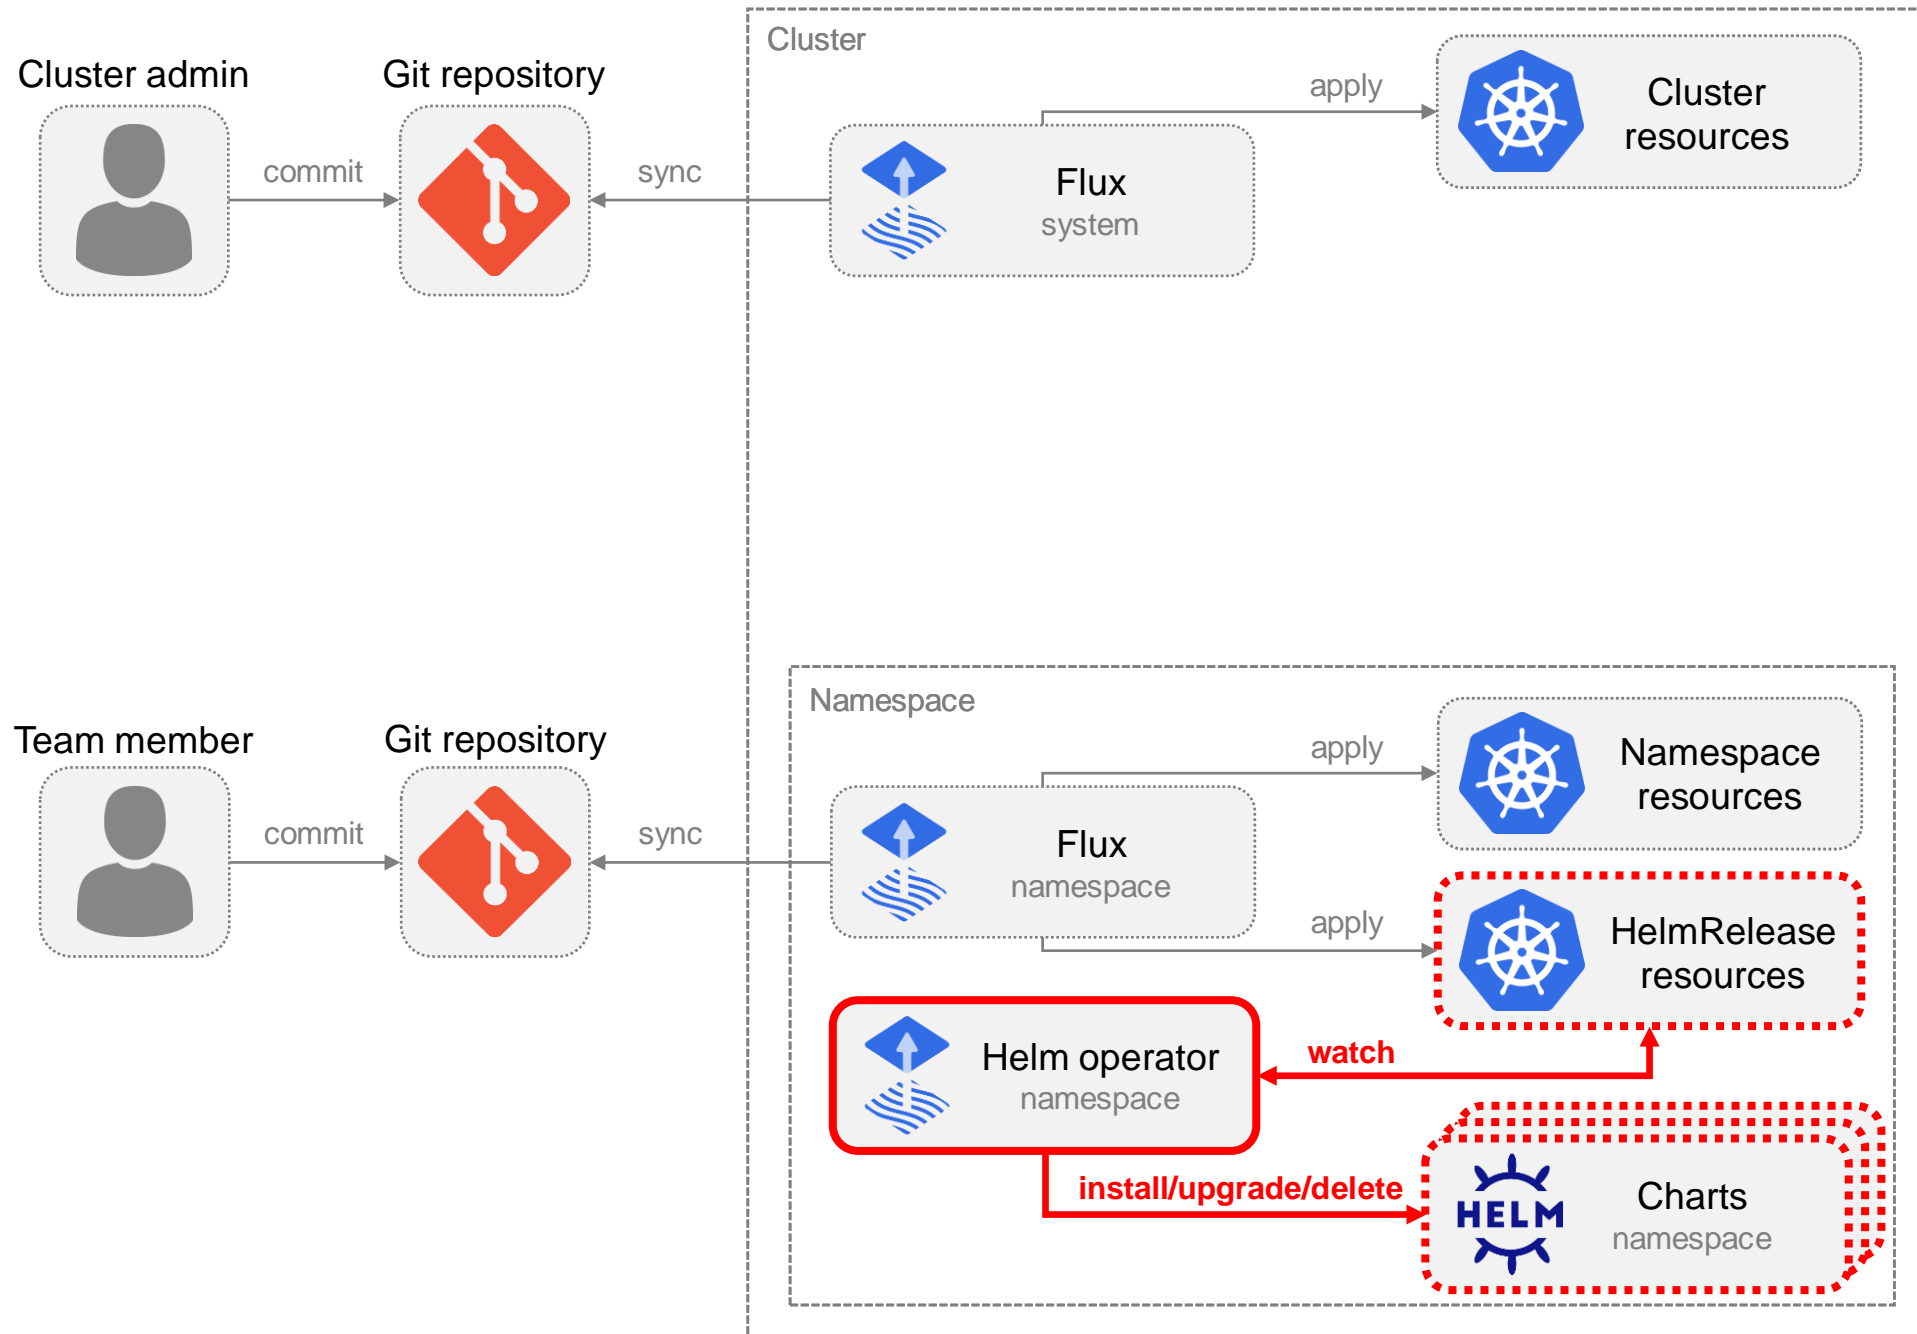 Cluster
Cluster admin
Git repository
commit
sync
Flux
system
apply
Cluster
resources
Namespace
Team member
Git repository
commit
sync
Flux
namespace
apply
Namespace
resources
apply
HelmRelease
resources
Helm operator
namespace
watch
install/upgrade/delete
HELM
Charts
namespace